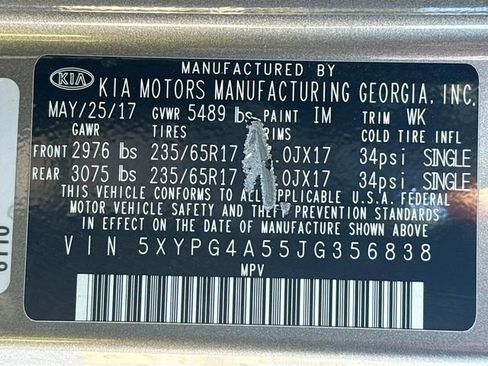 MANUFACTURED BY
KIA KIA MOTORS MANUFACTURING GEORGIA, INC.
MAY/25/17 GVWR 5489 lbs PAINT IM TRIM WK
GAWR TIRES RIMS COLD TIRE INFL
FRONT 2976 lbs 235/65R17 .0JX17 34psi SINGLE
REAR 3075 lbs 235/65R17 .0JX17 34psi SINGLE
THIS VEHICLE CONFORMS TO ALL APPLICABLE U.S.A. FEDERAL
MOTOR VEHICLE SAFETY AND THEFT PREVENTION STANDARDS
IN EFFECT ON THE DATE OF MANUFACTURE SHOWN ABOVE.
VIN 5XYPG4A55JG356838
MPV